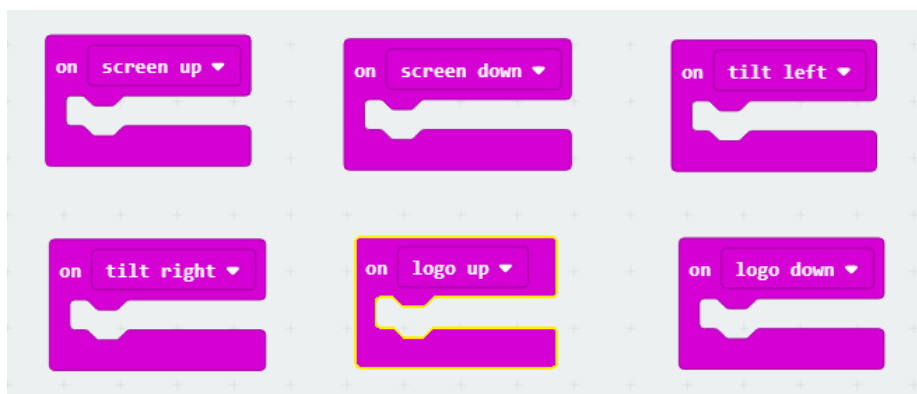 on screen up
on screen down
on tilt left
on tilt right
on logo up
on logo down